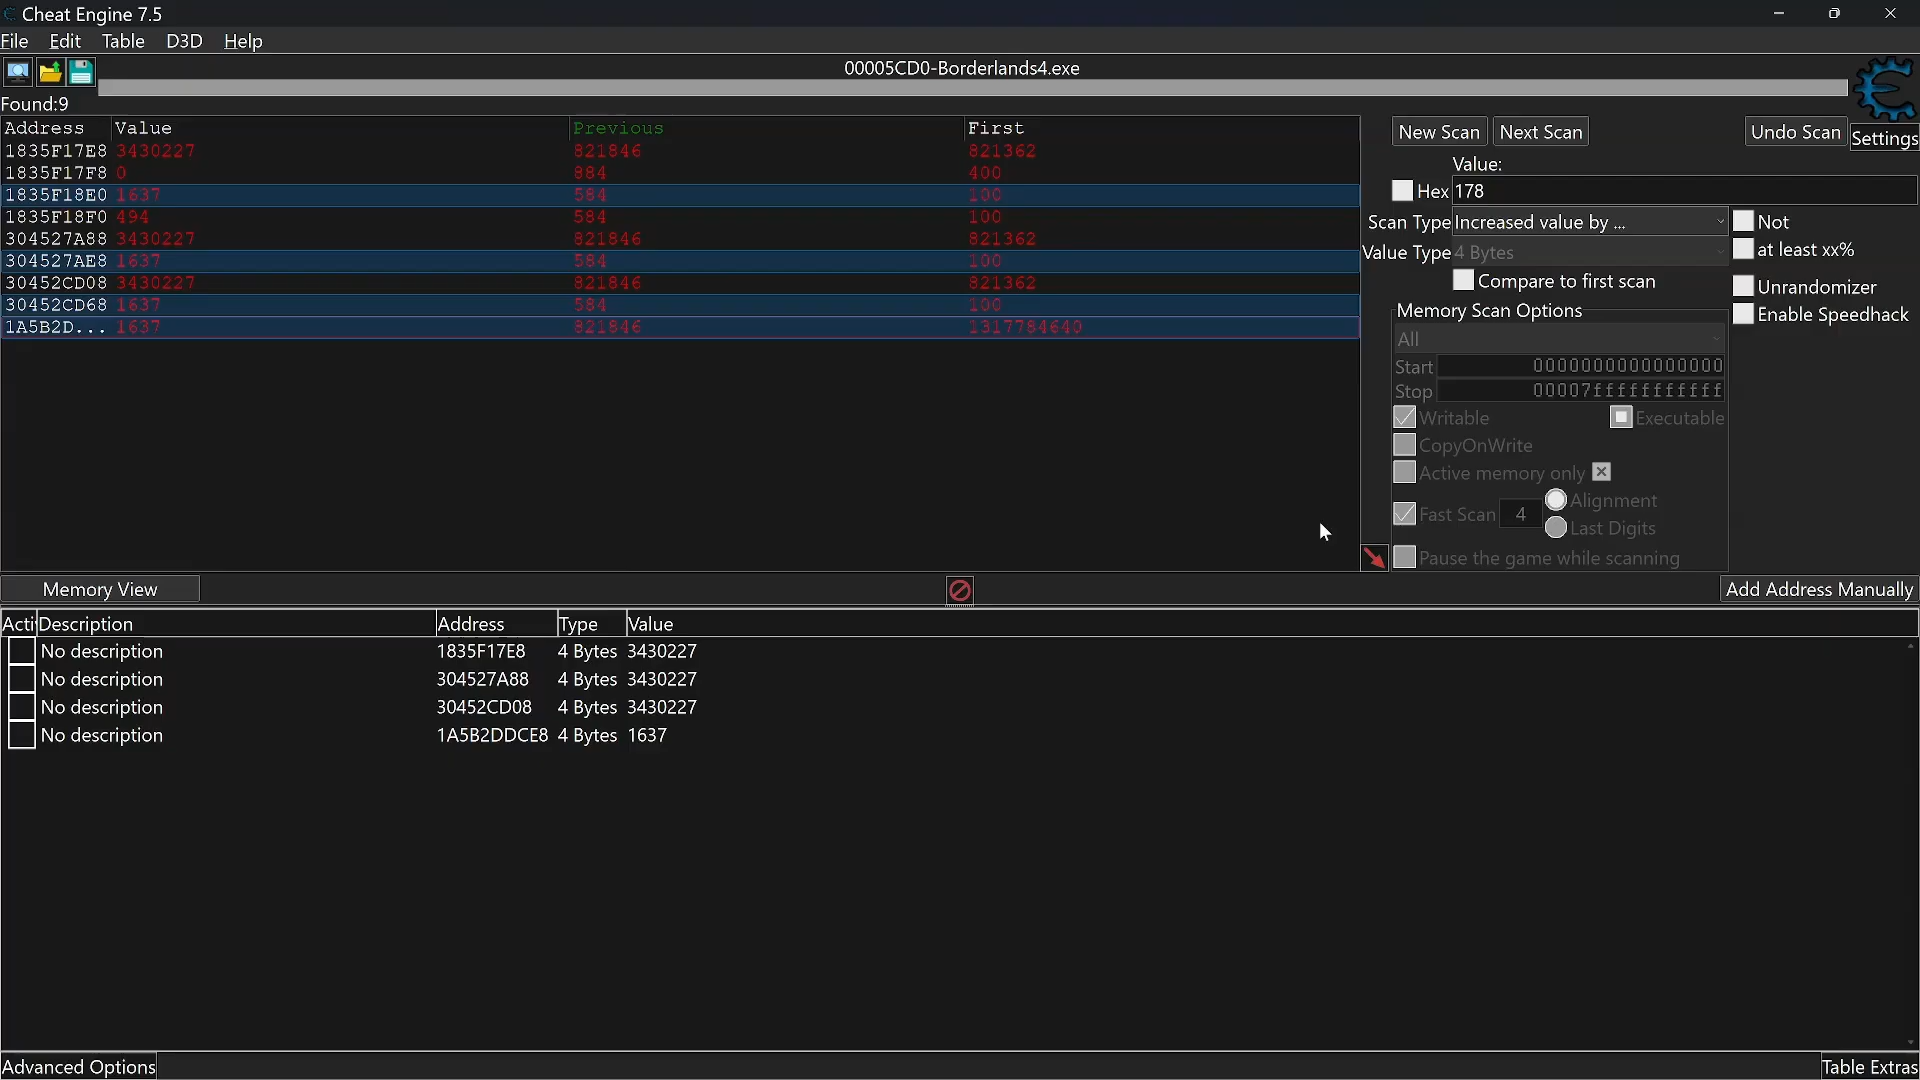 Cheat Engine 7.5
File Edit Table D3D Help
00005CD0-Borderlands4.exe
Found:9
Settings
Address Value Previous First
1835F17E8 3430227 821846 821362
1835F17F8 0 884 400
1835F18E0 1637 584 100
1835F18F0 494 584 100
304527A88 3430227 821846 821362
304527AE8 1637 584 100
30452CD08 3430227 821846 821362
30452CD68 1637 584 100
1A5B2D... 1637 821846 1317784640
New Scan Next Scan Undo Scan
Value:
Hex 178
Scan Type Increased value by ... Not
Value Type 4 Bytes at least xx%
Compare to first scan Unrandomizer
Memory Scan Options Enable Speedhack
All
Start 0000000000000000
Stop 00007fffffffffff
Writable Executable
CopyOnWrite
Active memory only
Fast Scan 4 Alignment
Last Digits
Pause the game while scanning
Memory View Add Address Manually
Acti Description Address Type Value
No description 1835F17E8 4 Bytes 3430227
No description 304527A88 4 Bytes 3430227
No description 30452CD08 4 Bytes 3430227
No description 1A5B2DDCE8 4 Bytes 1637
Advanced Options Table Extras